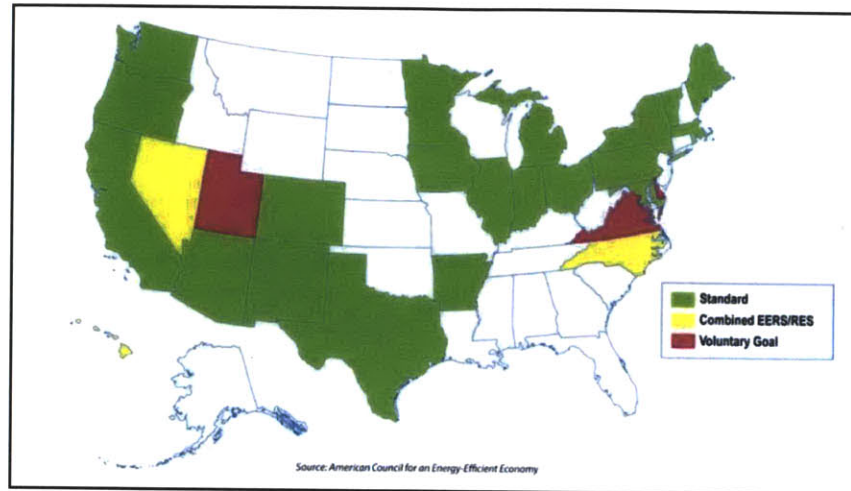 Standard
Combined EERS/RES
Voluntary Goal
Source: American Council for an Energy-Efficient Economy